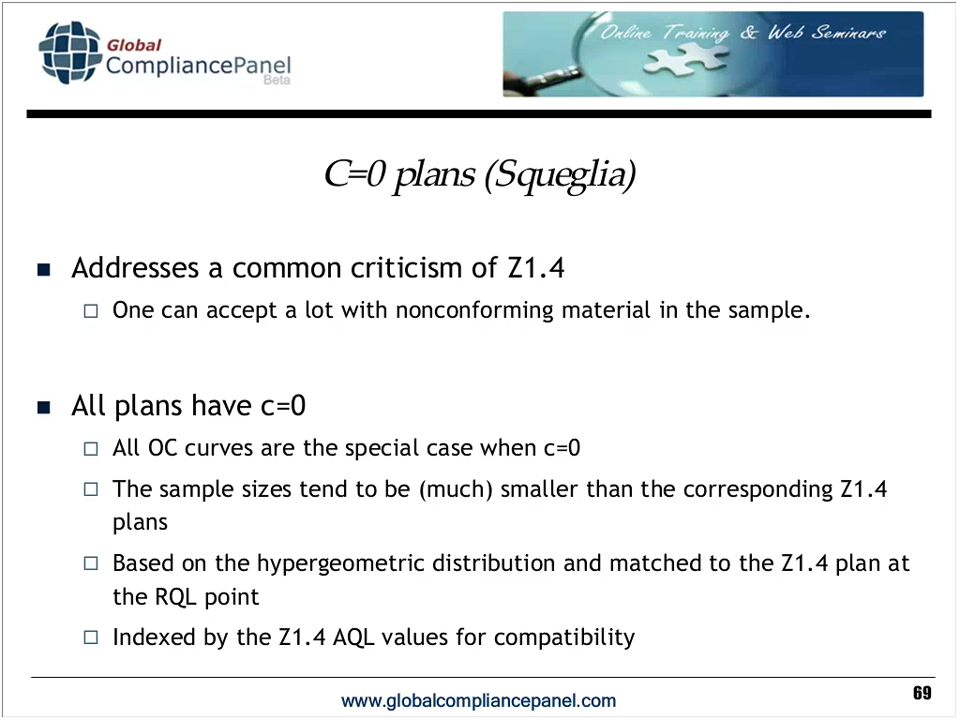 Global
CompliancePanel
Beta
Online Training & Web Seminars
C=0 plans (Squeglia)
Addresses a common criticism of Z1.4
One can accept a lot with nonconforming material in the sample.
All plans have c=0
All OC curves are the special case when c=0
The sample sizes tend to be (much) smaller than the corresponding Z1.4
plans
Based on the hypergeometric distribution and matched to the Z1.4 plan at
the RQL point
Indexed by the Z1.4 AQL values for compatibility
www.globalcompliancepanel.com
69